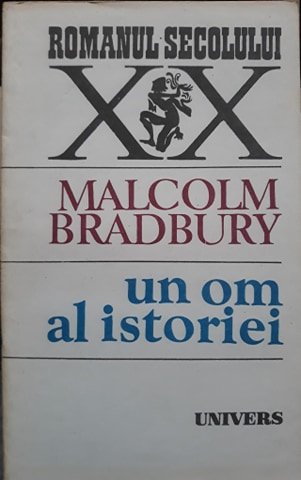 ROMANUL SECOLULUI
XX
MALCOLM
BRADBURY
un om
al istoriei
UNIVERS